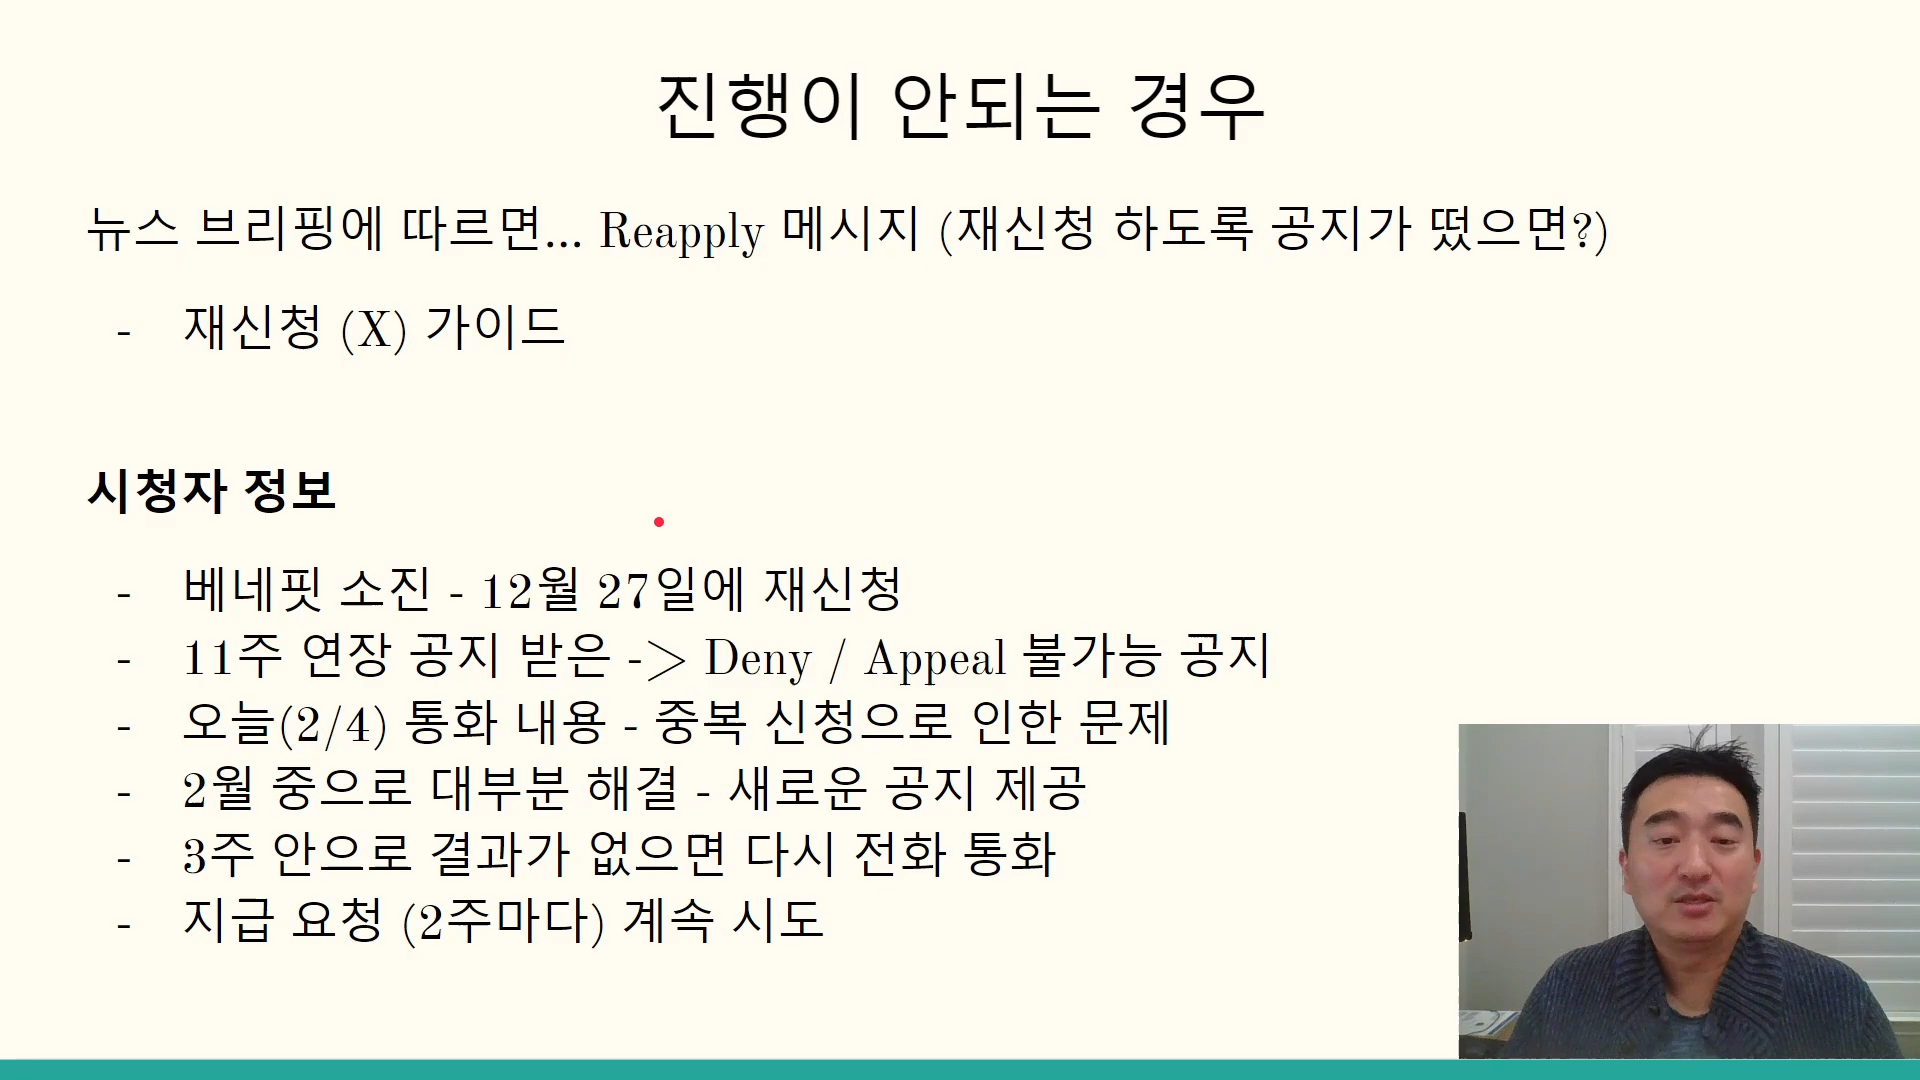 진행이 안되는 경우
뉴스 브리핑에 따르면... Reapply 메시지 (재신청 하도록 공지가 떴으면?)
- 재신청 (X) 가이드
시청자 정보
- 베네핏 소진 - 12월 27일에 재신청
- 11주 연장 공지 받은 -> Deny / Appeal 불가능 공지
- 오늘(2/4) 통화 내용 - 중복 신청으로 인한 문제
- 2월 중으로 대부분 해결 - 새로운 공지 제공
- 3주 안으로 결과가 없으면 다시 전화 통화
- 지급 요청 (2주마다) 계속 시도